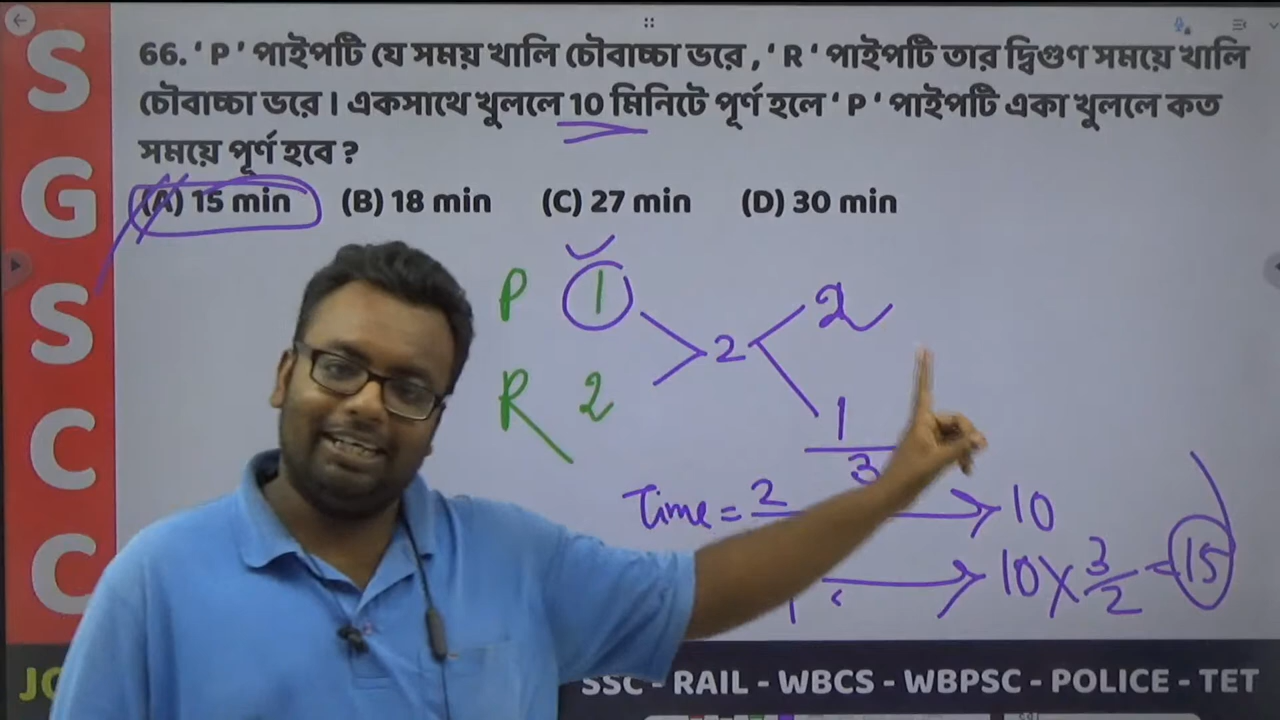 S
G
S
C
C
66. ‘ P ’ পাইপটি যে সময় খালি চৌবাচ্চা ভরে , ‘ R ‘ পাইপটি তার দ্বিগুণ সময়ে খালি
চৌবাচ্চা ভরে । একসাথে খুললে 10 মিনিটে পূর্ণ হলে ‘ P ‘ পাইপটি একা খুললে কত
সময়ে পূর্ণ হবে ?
(A) 15 min (B) 18 min (C) 27 min (D) 30 min
P 1 2 2
R 2 1
3
Time = 2 10
1 10 × 3/2 = 15
SSC - RAIL - WBCS - WBPSC - POLICE - TET